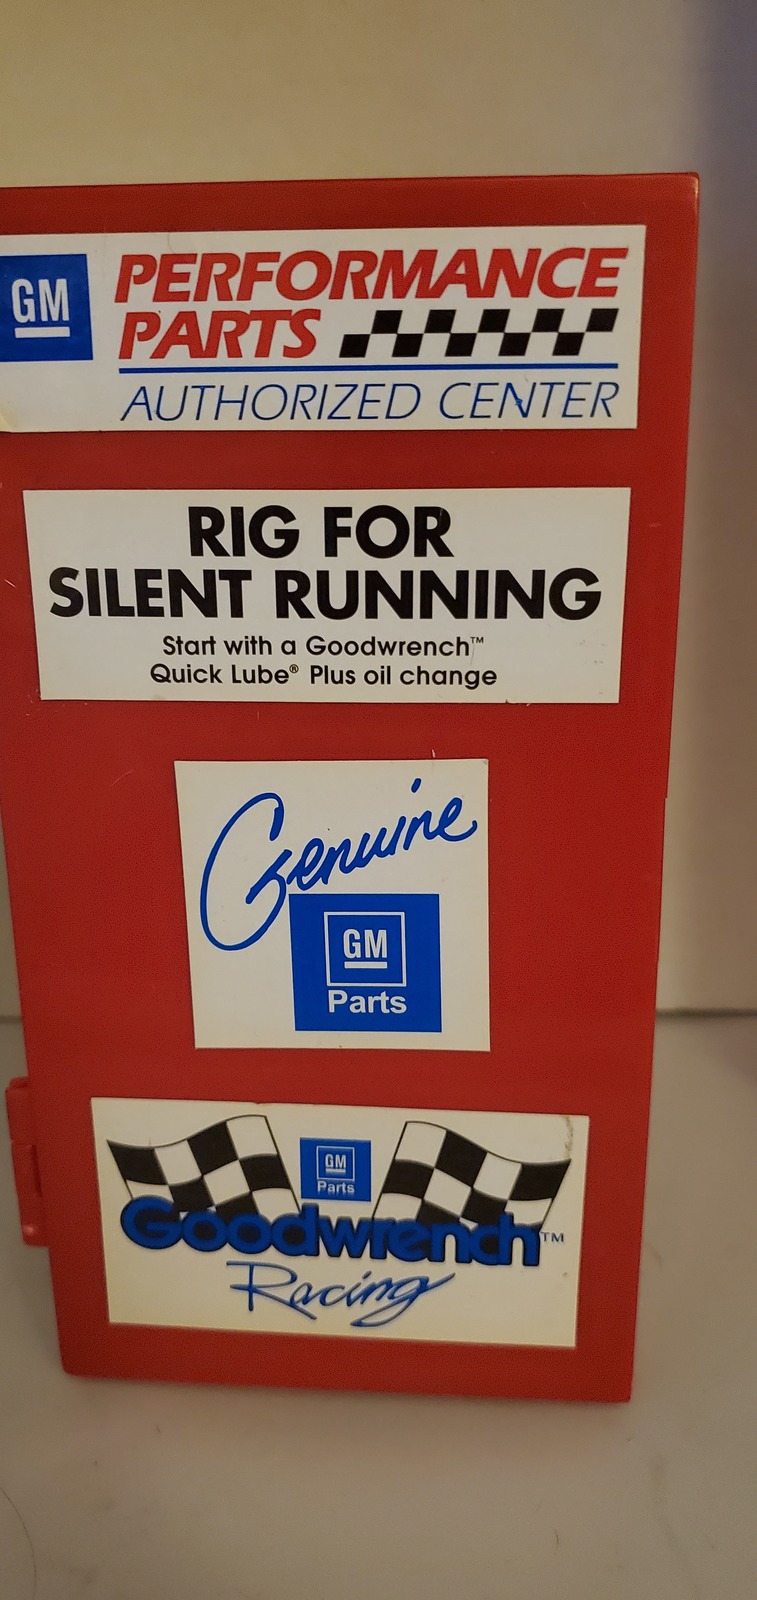 GM
PERFORMANCE
PARTS
AUTHORIZED CENTER
RIG FOR
SILENT RUNNING
Start with a Goodwrench™
Quick Lube® Plus oil change
Genuine
GM
Parts
GM
Parts
Goodwrench™
Racing